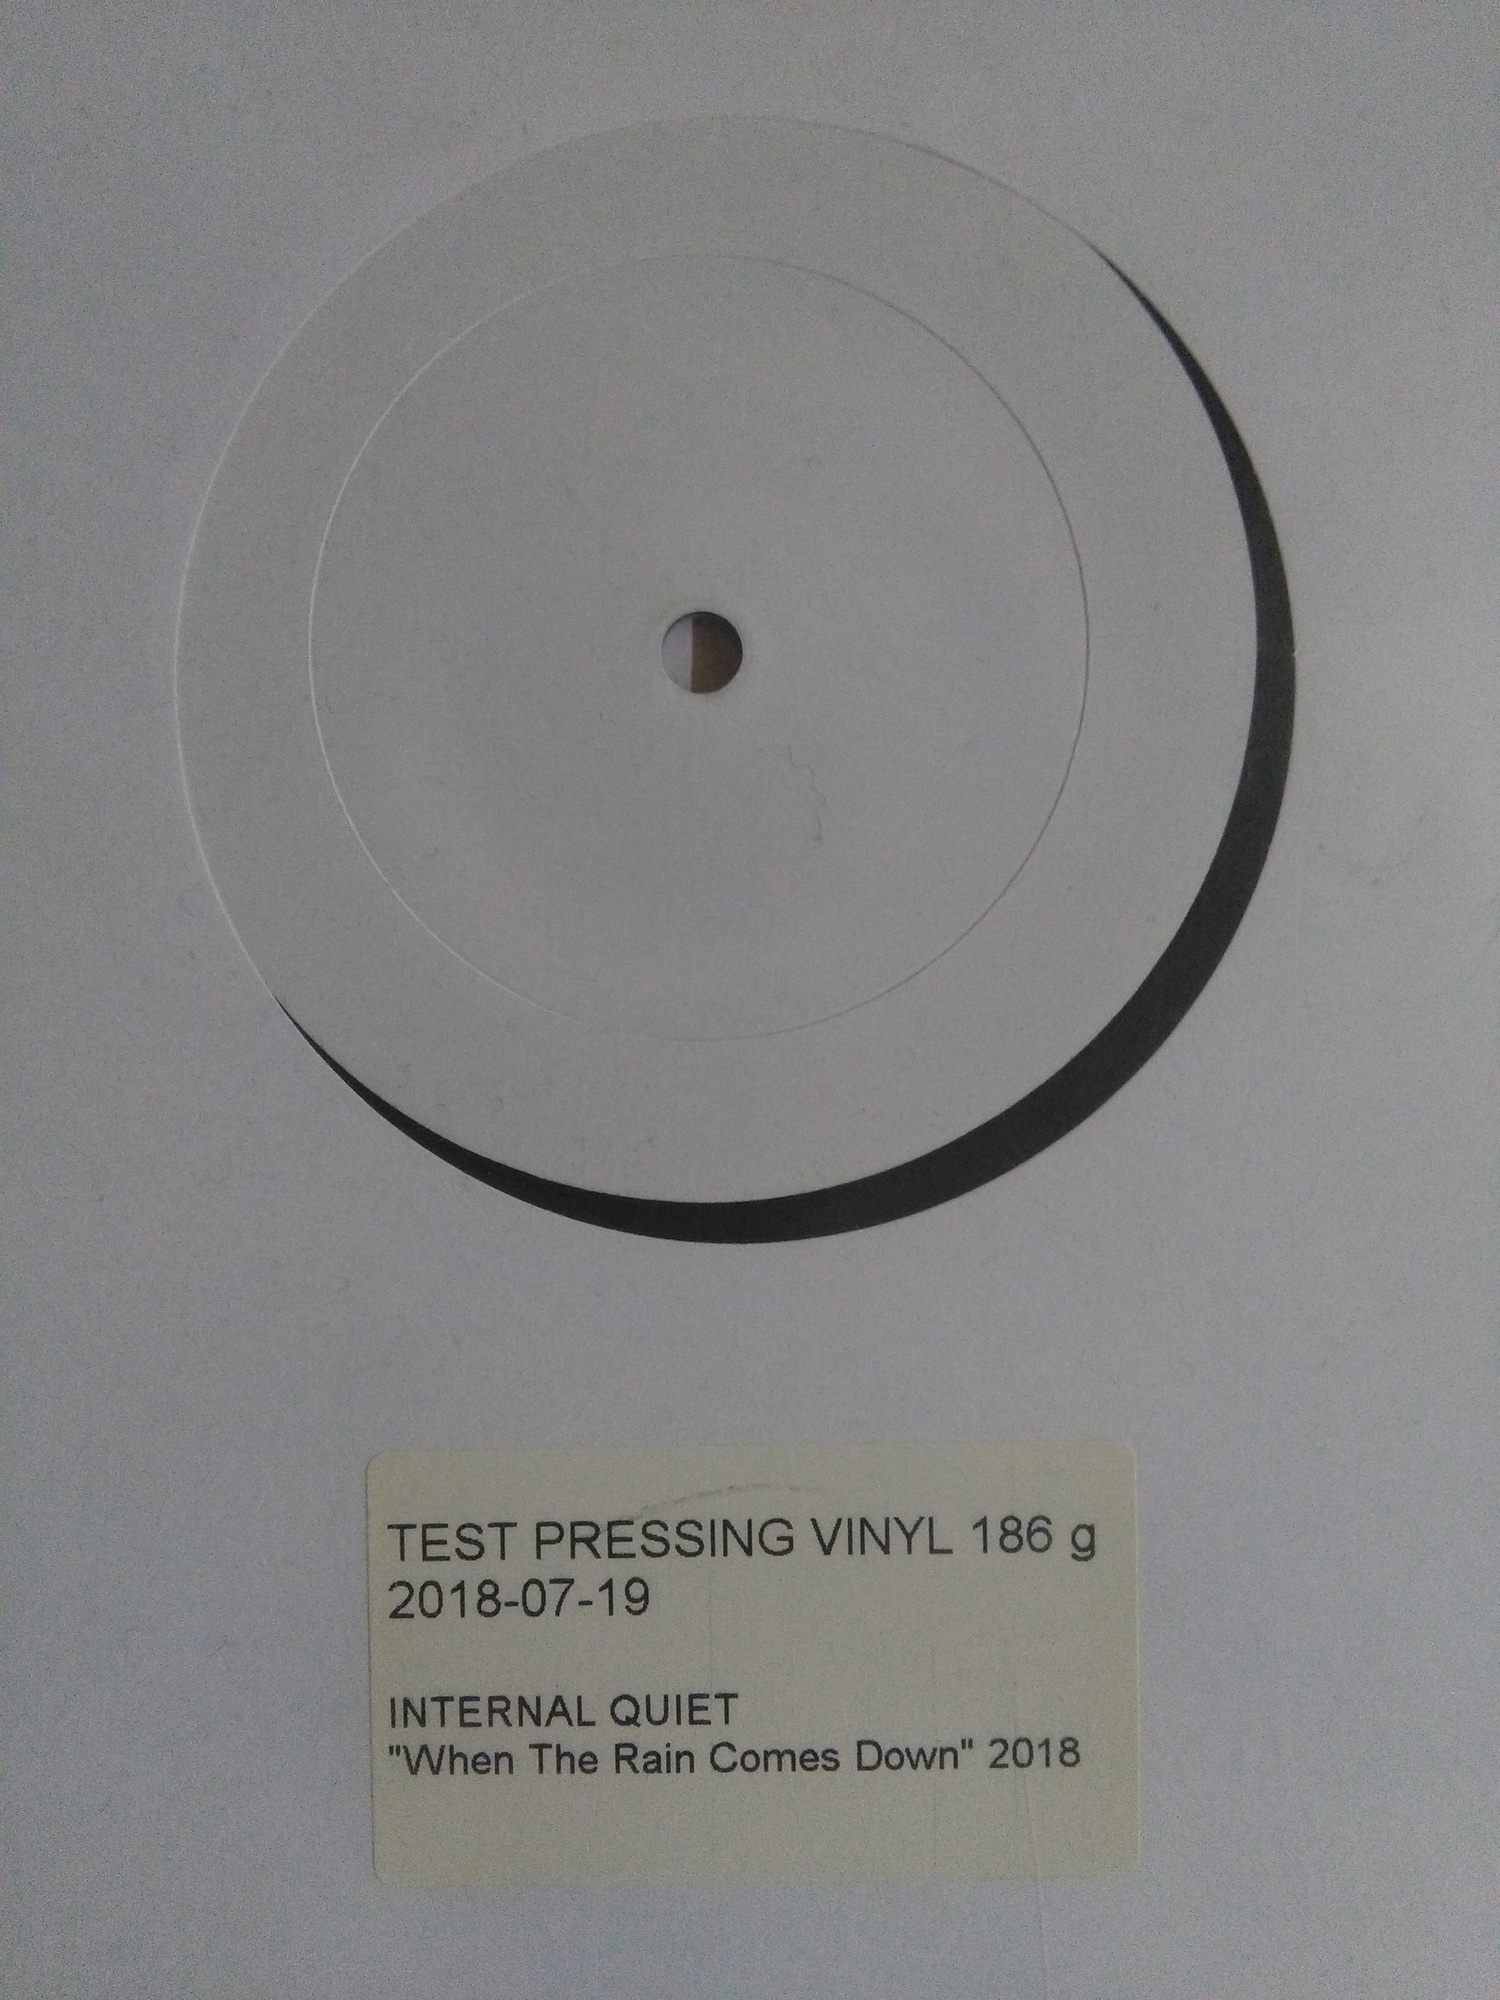 TEST PRESSING VINYL 186 g
2018-07-19
INTERNAL QUIET
"When The Rain Comes Down" 2018